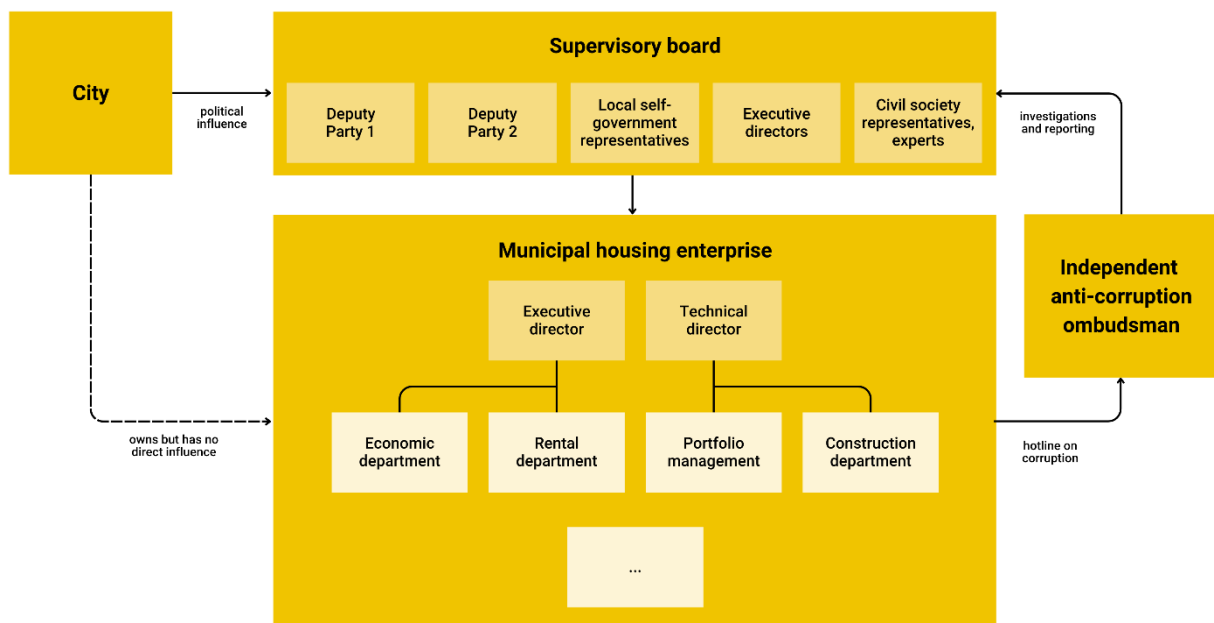 Supervisory board
City
political
influence
Deputy
Party 1
Deputy
Party 2
Local self-
government
representatives
Executive
directors
Civil society
representatives,
experts
investigations
and reporting
Municipal housing enterprise
Executive
director
Technical
director
Independent
anti-corruption
ombudsman
owns but has no
direct influence
Economic
department
Rental
department
Portfolio
management
Construction
department
hotline on
corruption
...